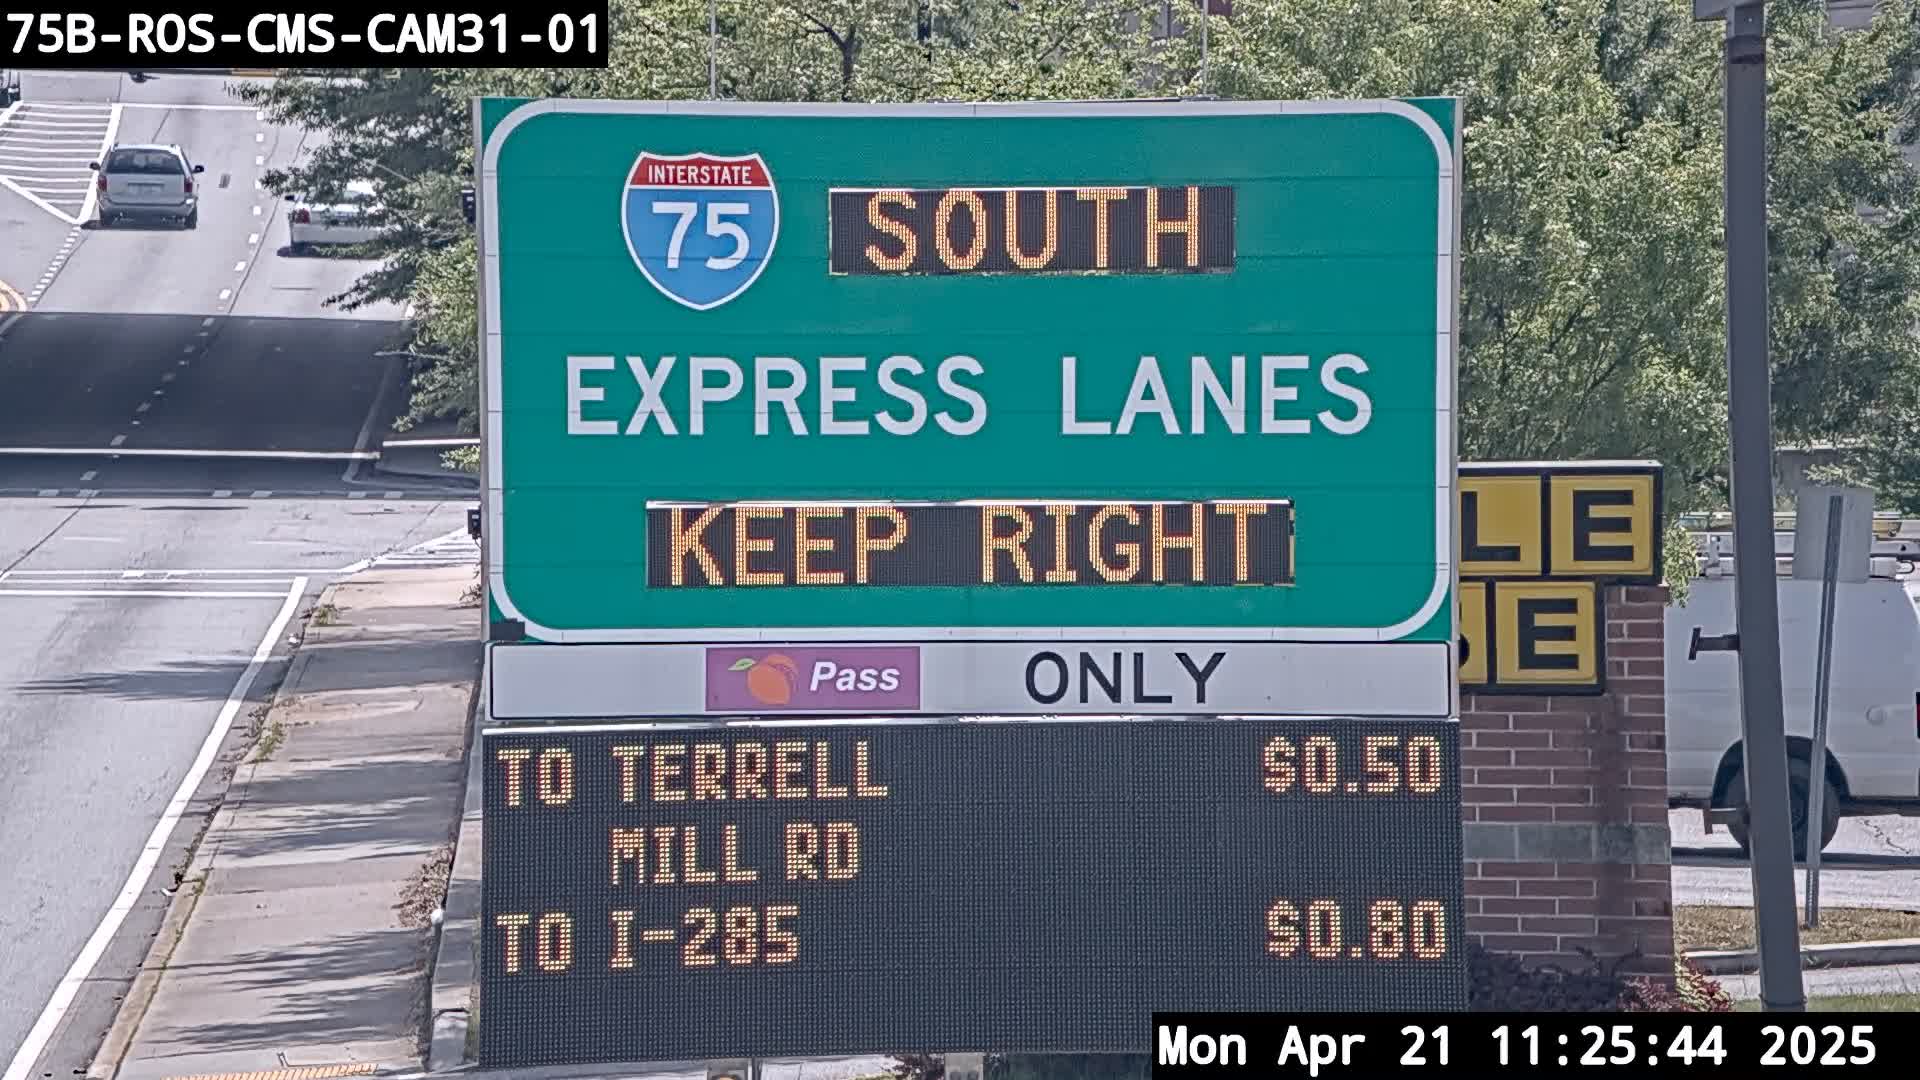 75B-ROS-CMS-CAM31-01
INTERSTATE
75
SOUTH
EXPRESS LANES
KEEP RIGHT
Pass ONLY
TO TERRELL $0.50
MILL RD
TO I-285 $0.80
LE
E
Mon Apr 21 11:25:44 2025